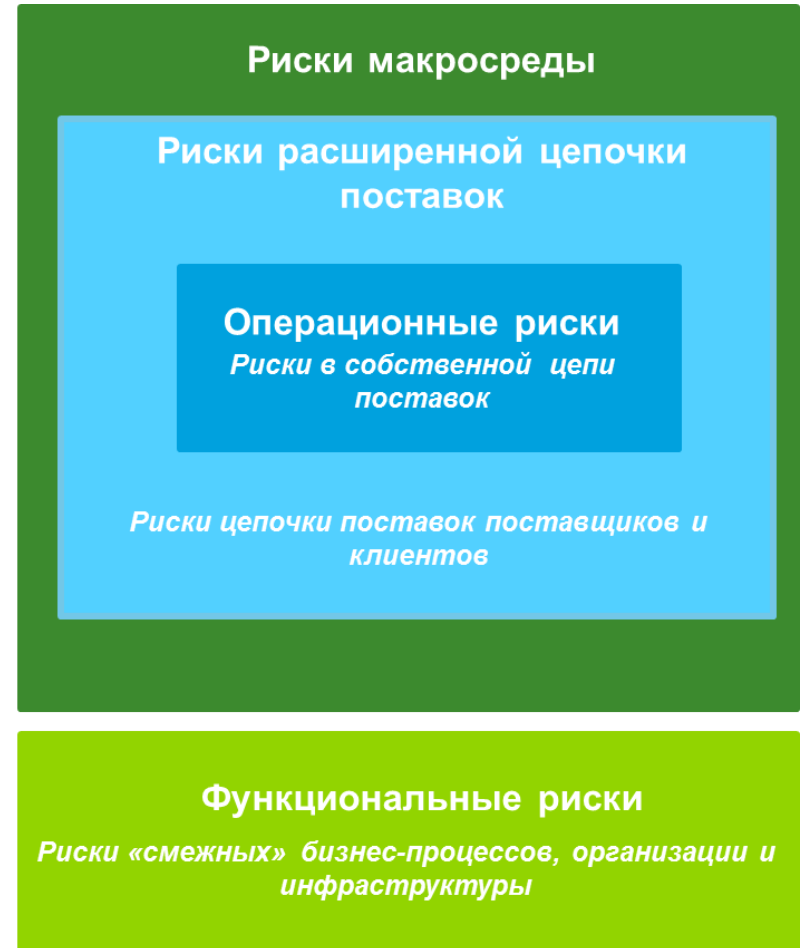 Риски макросреды
Риски расширенной цепочки
поставок
Операционные риски
Риски в собственной цепи
поставок
Риски цепочки поставок поставщиков и
клиентов
Функциональные риски
Риски «смежных» бизнес-процессов, организации и
инфраструктуры